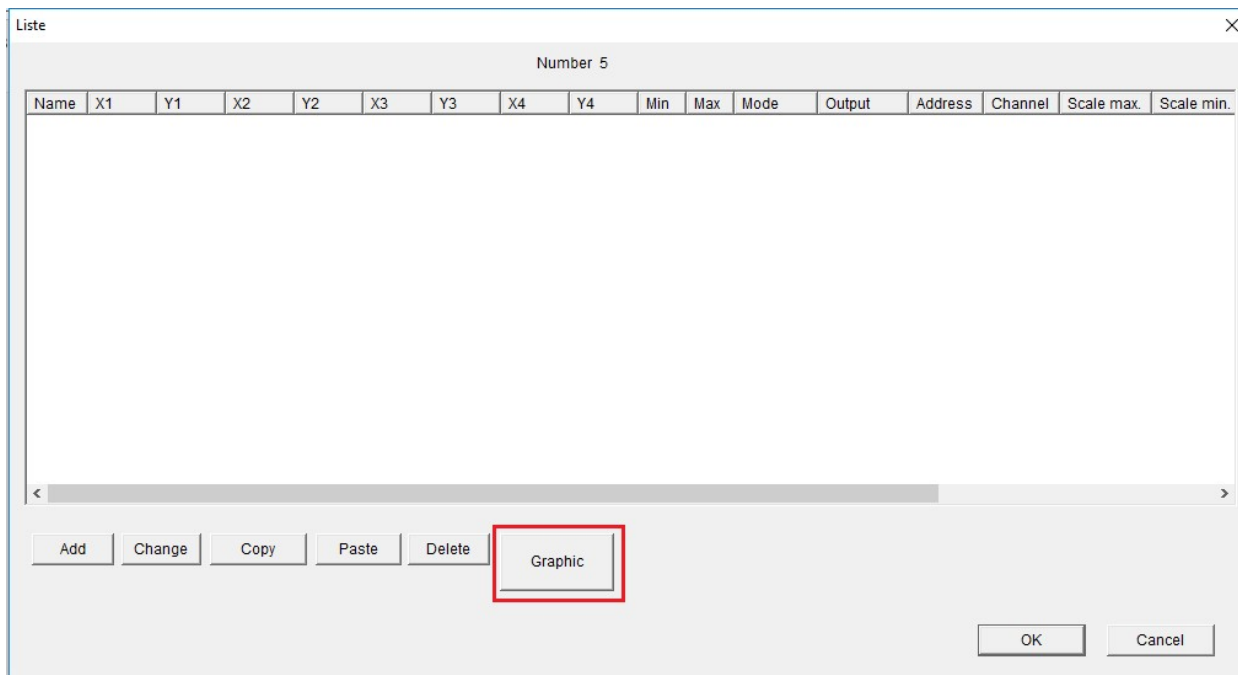 Liste
Number 5
Name X1 Y1 X2 Y2 X3 Y3 X4 Y4 Min Max Mode Output Address Channel Scale max. Scale min.
Add Change Copy Paste Delete Graphic
OK Cancel